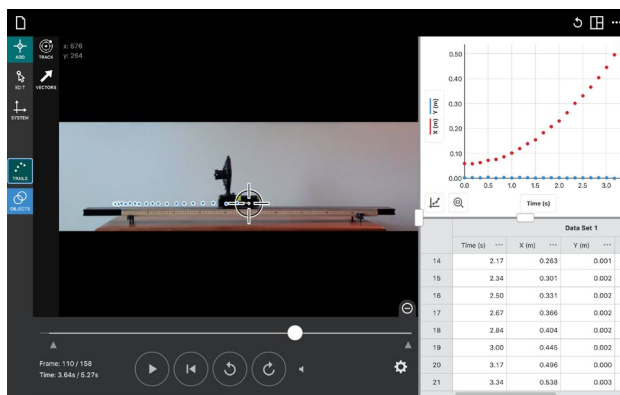 x: 676
y: 264
ADD
TRACK
EDIT
VECTORS
SYSTEM
TRAILS
OBJECTS
Frame: 110 / 158
Time: 3.64s / 5.27s
X (m) Y (m)
0.50
0.40
0.30
0.20
0.10
0.00
0.0 0.5 1.0 1.5 2.0 2.5 3.0
Time (s)
Data Set 1
Time (s) ••• X (m) ••• Y (m) •••
14 2.17 0.263 0.001
15 2.34 0.301 0.002
16 2.50 0.331 0.002
17 2.67 0.366 0.002
18 2.84 0.404 0.002
19 3.00 0.445 0.002
20 3.17 0.496 0.000
21 3.34 0.538 0.003